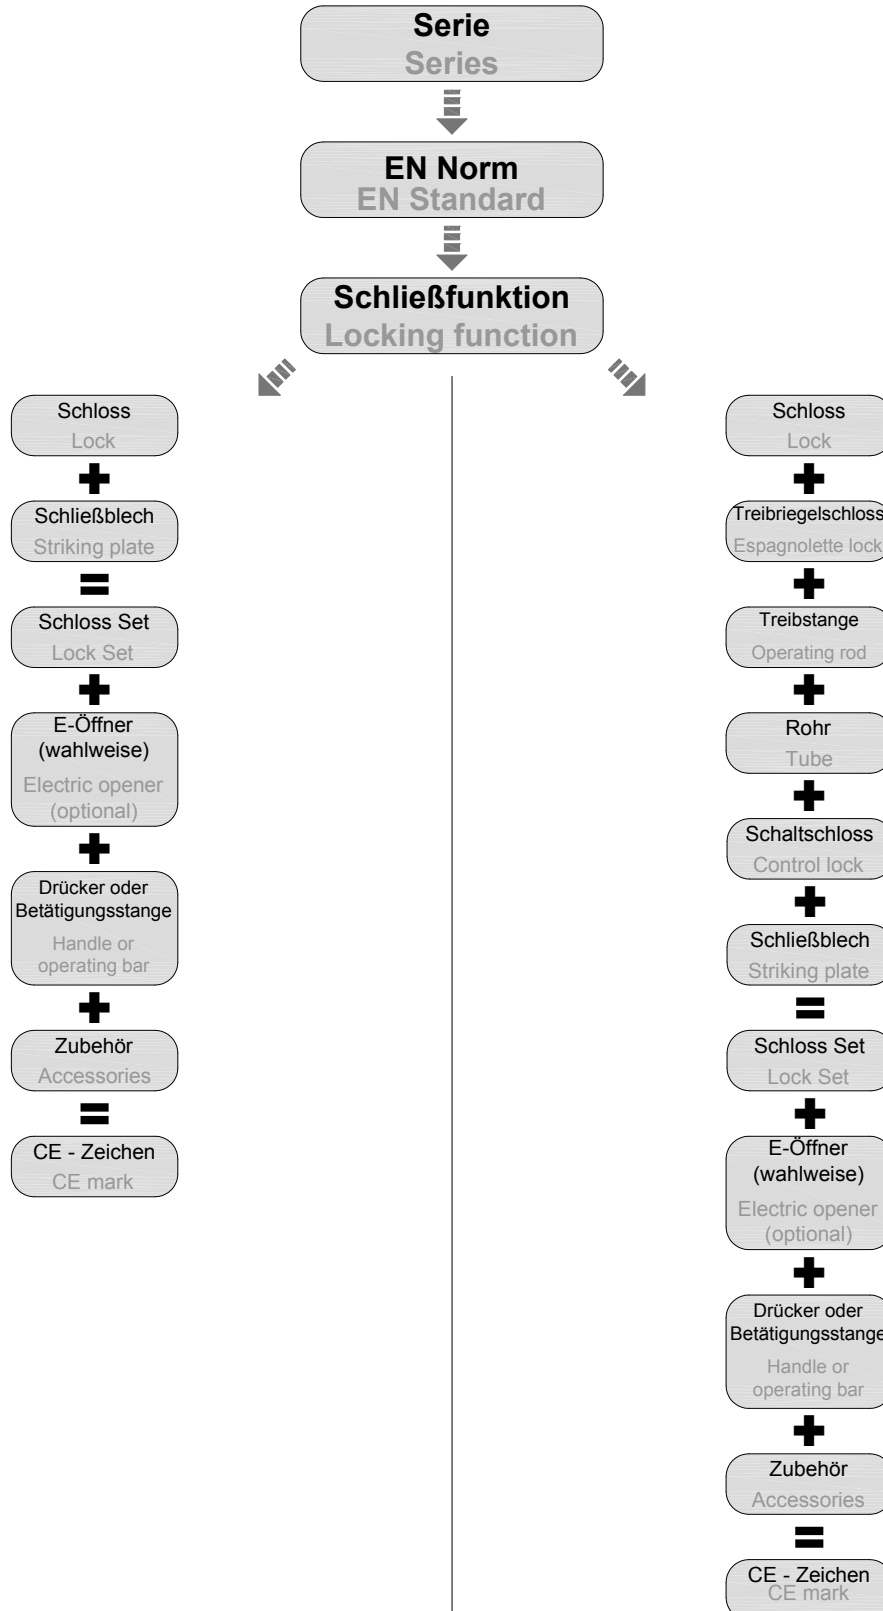 Serie
Series
EN Norm
EN Standard
Schließfunktion
Locking function
Schloss
Lock
Schließblech
Striking plate
Schloss Set
Lock Set
E-Öffner
(wahlweise)
Electric opener
(optional)
Drücker oder
Betätigungsstange
Handle or
operating bar
Zubehör
Accessories
CE - Zeichen
CE mark
Schloss
Lock
Treibriegelschloss
Espagnolette lock
Treibstange
Operating rod
Rohr
Tube
Schaltschloss
Control lock
Schließblech
Striking plate
Schloss Set
Lock Set
E-Öffner
(wahlweise)
Electric opener
(optional)
Drücker oder
Betätigungsstange
Handle or
operating bar
Zubehör
Accessories
CE - Zeichen
CE mark